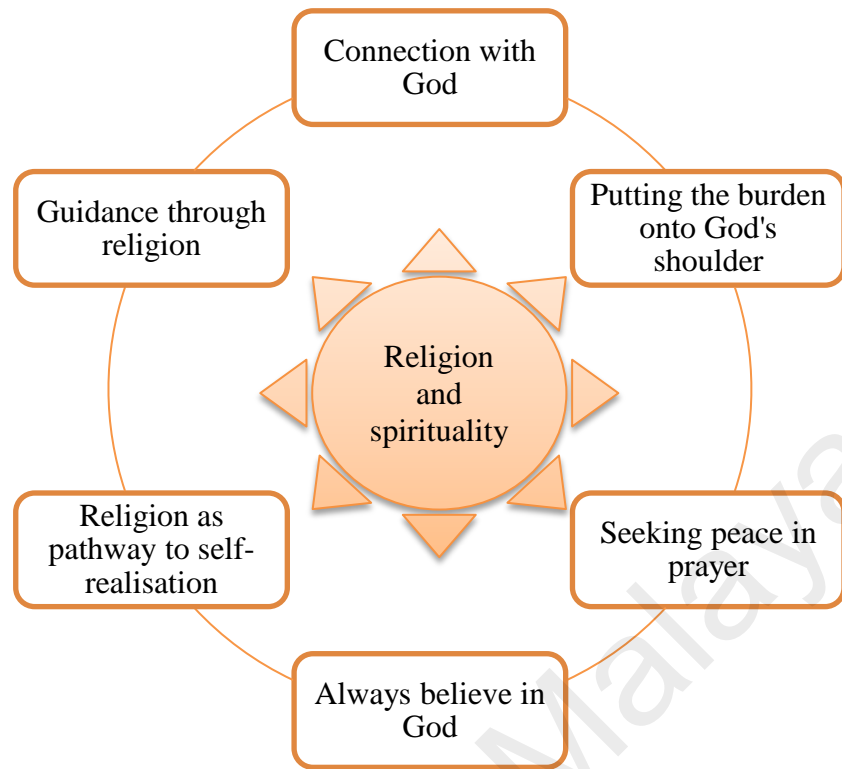 Connection with
God
Putting the burden
onto God's
shoulder
Seeking peace in
prayer
Always believe in
God
Religion as
pathway to self-
realisation
Guidance through
religion
Religion
and
spirituality
Malaya